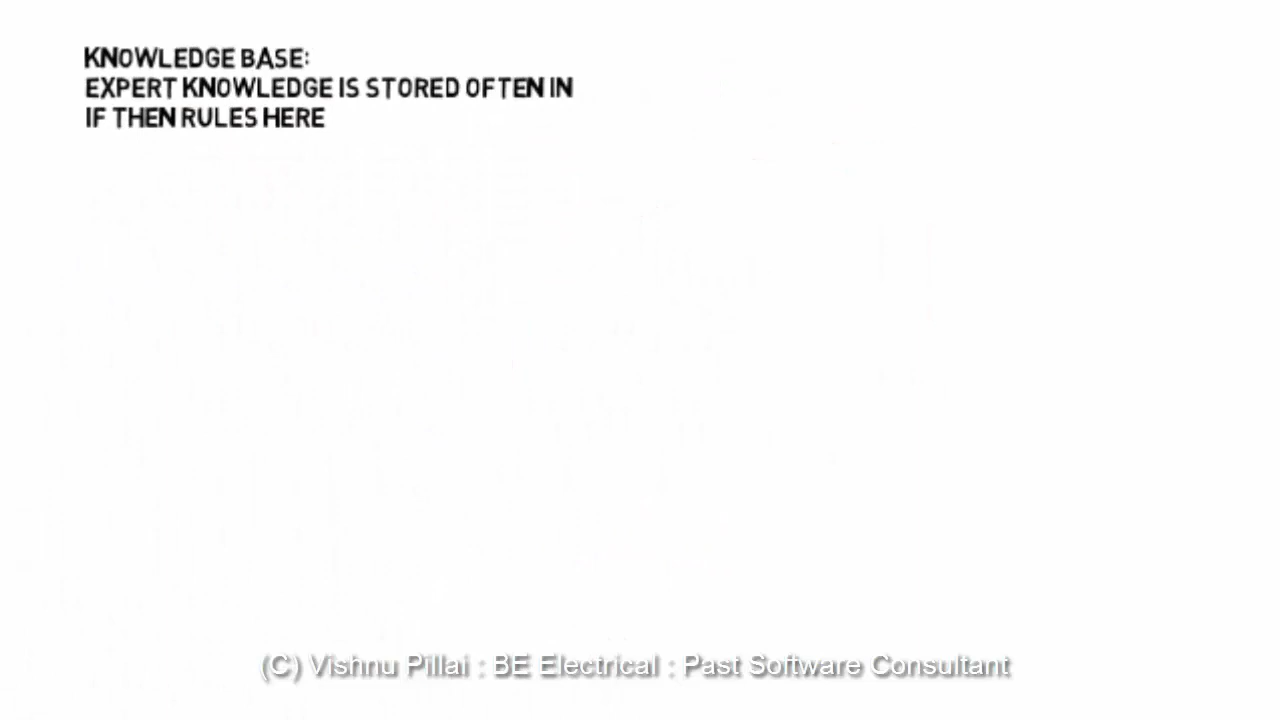 KNOWLEDGE BASE:
EXPERT KNOWLEDGE IS STORED OFTEN IN
IF THEN RULES HERE
(C) Vishnu Pillai : BE Electrical : Past Software Consultant